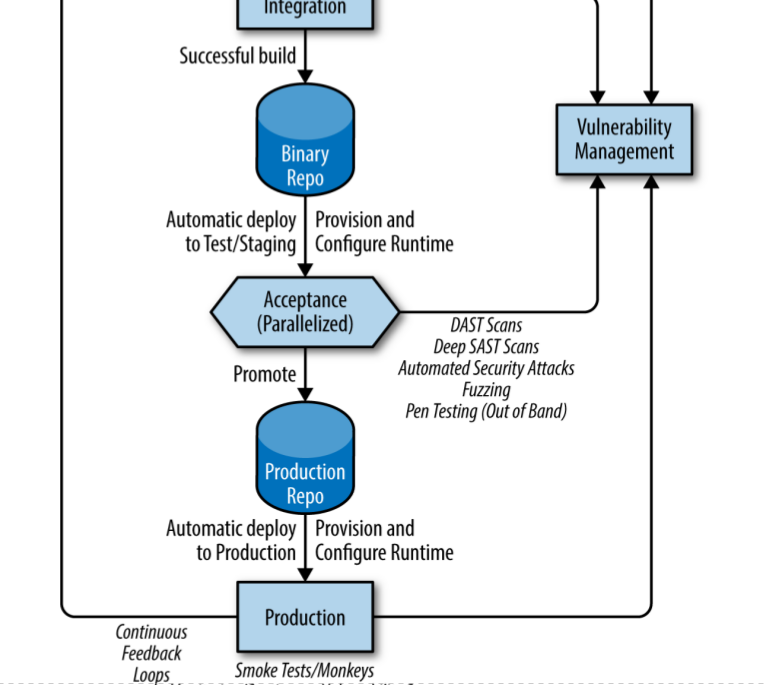 Integration
Successful build
Vulnerability
Management
Binary
Repo
Automatic deploy
to Test/Staging
Provision and
Configure Runtime
Acceptance
(Parallelized)
DAST Scans
Deep SAST Scans
Automated Security Attacks
Fuzzing
Pen Testing (Out of Band)
Promote
Production
Repo
Automatic deploy
to Production
Provision and
Configure Runtime
Production
Continuous
Feedback
Loops
Smoke Tests/Monkeys